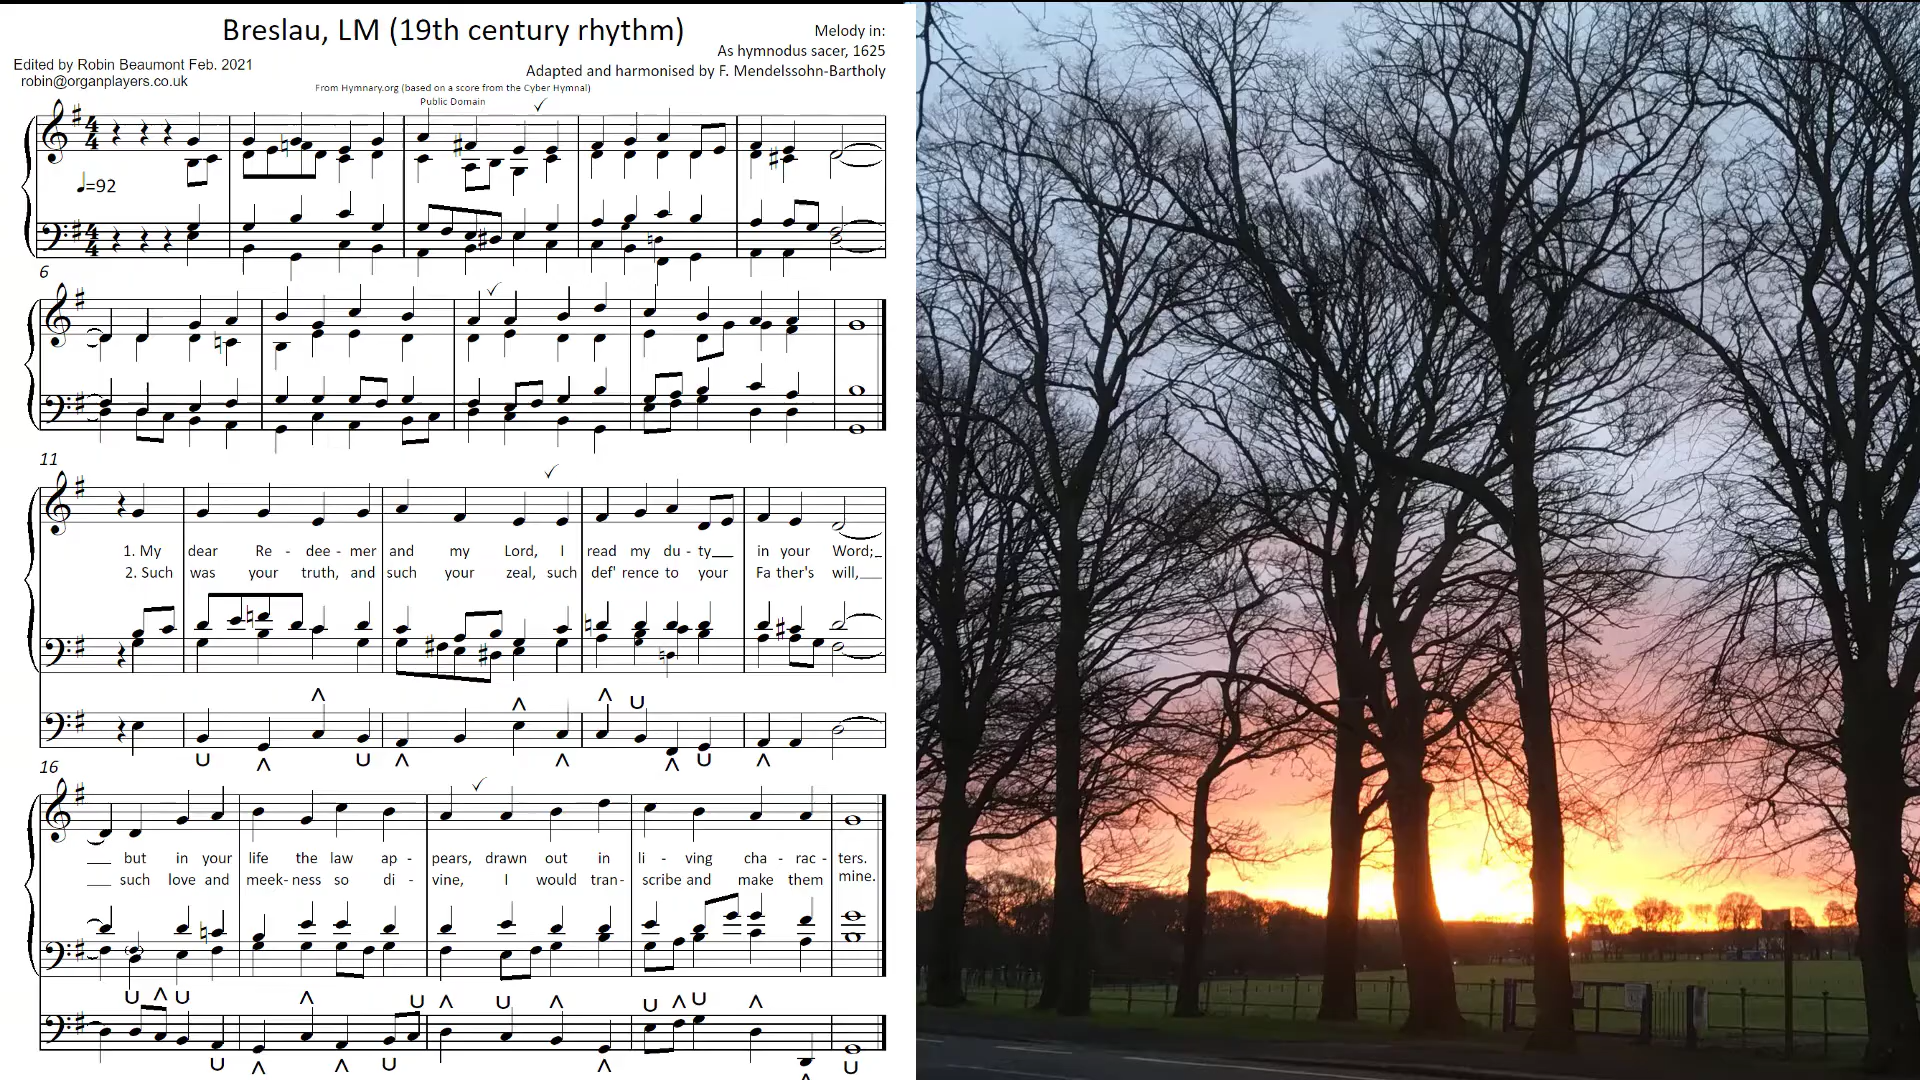 Breslau, LM (19th century rhythm)
Melody in:
As hymnodus sacer, 1625
Edited by Robin Beaumont Feb. 2021
robin@organplayers.co.uk
Adapted and harmonised by F. Mendelssohn-Bartholy
From Hymnary.org (based on a score from the Cyber Hymnal)
Public Domain
=92
6
11
1. My dear Re - dee - mer and my Lord, I read my du - ty in your Word;
2. Such was your truth, and such your zeal, such def' rence to your Fa ther's will,
16
but in your life the law ap - pears, drawn out in li - ving cha - rac - ters.
such love and meek- ness so di - vine, I would tran- scribe and make them mine.